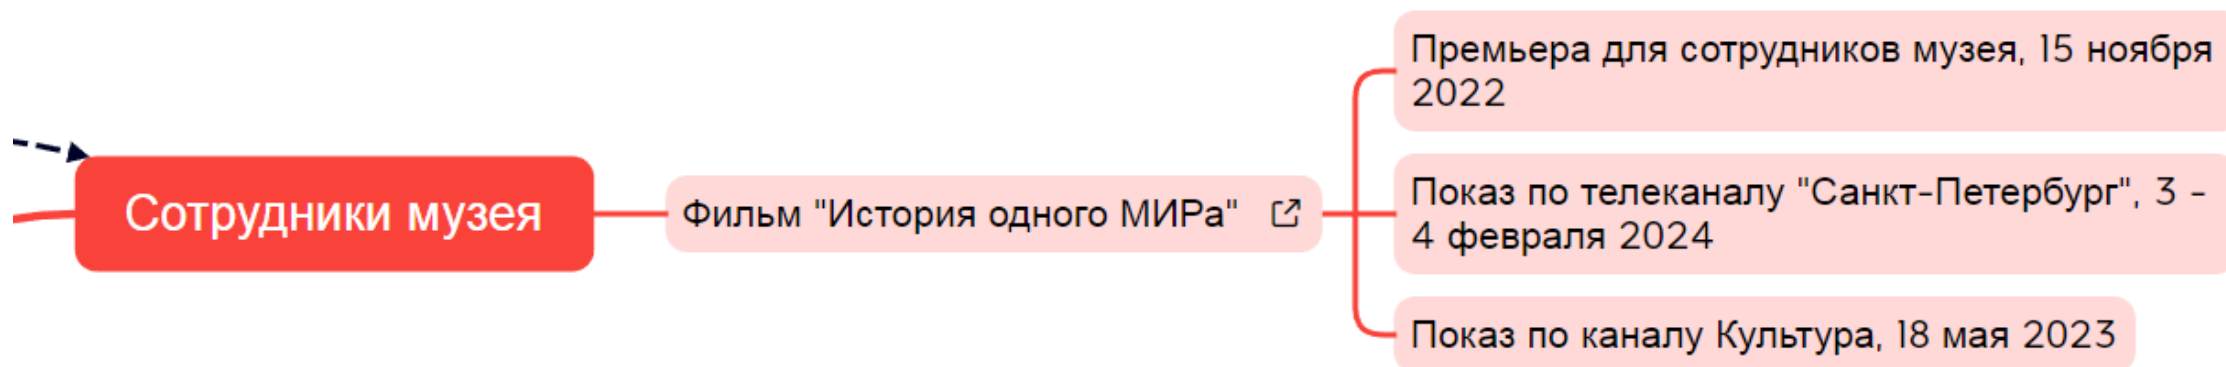 Сотрудники музея
Фильм "История одного МИРа"
Премьера для сотрудников музея, 15 ноября
2022
Показ по телеканалу "Санкт-Петербург", 3 -
4 февраля 2024
Показ по каналу Культура, 18 мая 2023